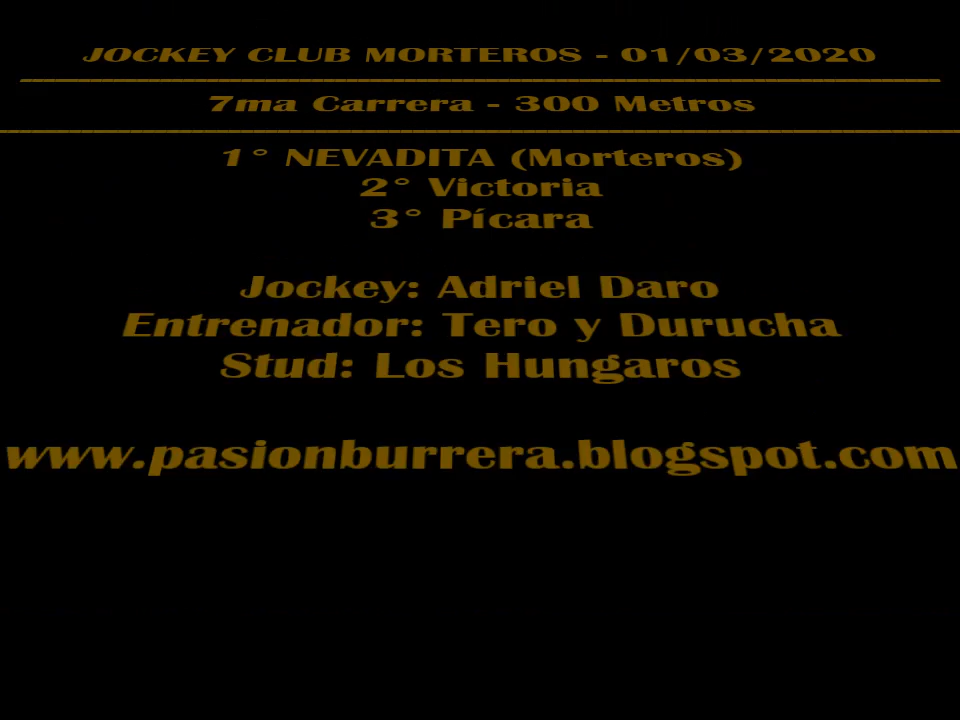 JOCKEY CLUB MORTEROS - 01/03/2020
7ma Carrera - 300 Metros
1° NEVADITA (Morteros)
2° Victoria
3° Pícara
Jockey: Adriel Daro
Entrenador: Tero y Durucha
Stud: Los Hungaros
www.pasionburrera.blogspot.com